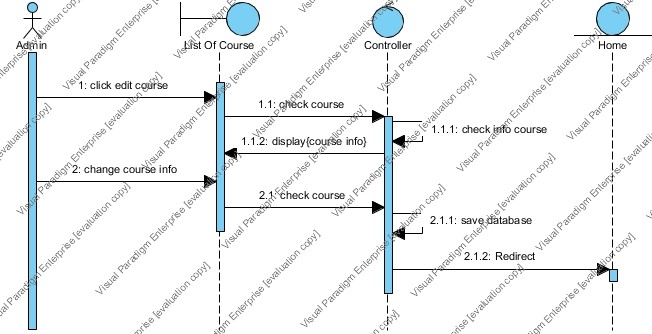 Admin
List Of Course
Controller
Home
1: click edit course
1.1: check course
1.1.1: check info course
1.1.2: display{course info}
2: change course info
2.1: check course
2.1.1: save database
2.1.2: Redirect
Visual Paradigm Enterprise [evaluation copy]